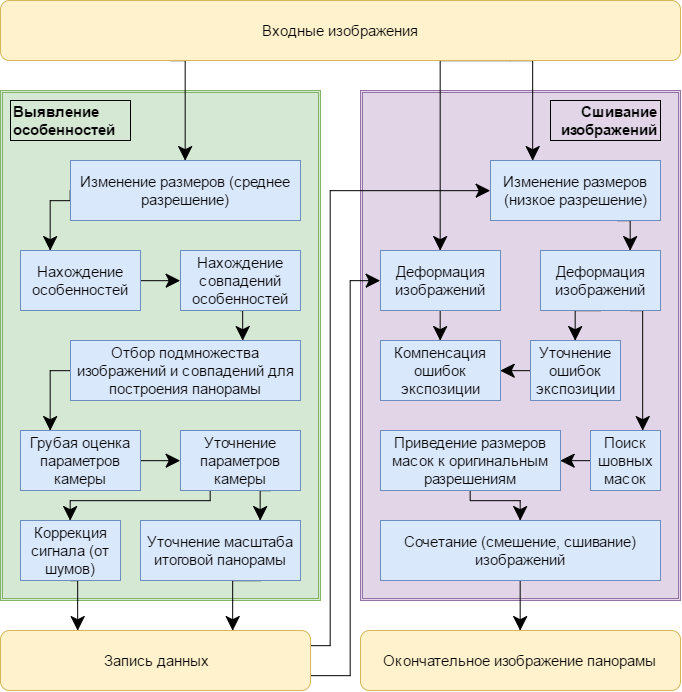 Входные изображения
Выявление
особенностей
Изменение размеров (среднее
разрешение)
Нахождение
особенностей
Нахождение
совпадений
особенностей
Отбор подмножества
изображений и совпадений для
построения панорамы
Грубая оценка
параметров
камеры
Уточнение
параметров
камеры
Коррекция
сигнала (от
шумов)
Уточнение масштаба
итоговой панорамы
Запись данных
Сшивание
изображений
Изменение размеров
(низкое разрешение)
Деформация
изображений
Деформация
изображений
Компенсация
ошибок
экспозиции
Уточнение
ошибок
экспозиции
Приведение размеров
масок к оригинальным
разрешениям
Поиск
шовных
масок
Сочетание (смешение, сшивание)
изображений
Окончательное изображение панорамы